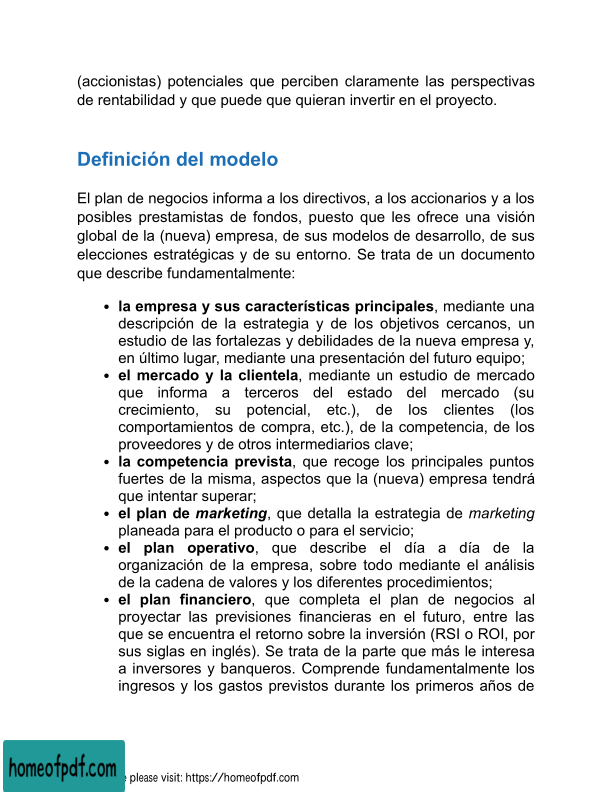 (accionistas) potenciales que perciben claramente las perspectivas
de rentabilidad y que puede que quieran invertir en el proyecto.
Definición del modelo
El plan de negocios informa a los directivos, a los accionarios y a los
posibles prestamistas de fondos, puesto que les ofrece una visión
global de la (nueva) empresa, de sus modelos de desarrollo, de sus
elecciones estratégicas y de su entorno. Se trata de un documento
que describe fundamentalmente:
• la empresa y sus características principales, mediante una
descripción de la estrategia y de los objetivos cercanos, un
estudio de las fortalezas y debilidades de la nueva empresa y,
en último lugar, mediante una presentación del futuro equipo;
• el mercado y la clientela, mediante un estudio de mercado
que informa a terceros del estado del mercado (su
crecimiento, su potencial, etc.), de los clientes (los
comportamientos de compra, etc.), de la competencia, de los
proveedores y de otros intermediarios clave;
• la competencia prevista, que recoge los principales puntos
fuertes de la misma, aspectos que la (nueva) empresa tendrá
que intentar superar;
• el plan de marketing, que detalla la estrategia de marketing
planeada para el producto o para el servicio;
• el plan operativo, que describe el día a día de la
organización de la empresa, sobre todo mediante el análisis
de la cadena de valores y los diferentes procedimientos;
• el plan financiero, que completa el plan de negocios al
proyectar las previsiones financieras en el futuro, entre las
que se encuentra el retorno sobre la inversión (RSI o ROI, por
sus siglas en inglés). Se trata de la parte que más le interesa
a inversores y banqueros. Comprende fundamentalmente los
ingresos y los gastos previstos durante los primeros años de
homeofpdf.com
please visit: https://homeofpdf.com